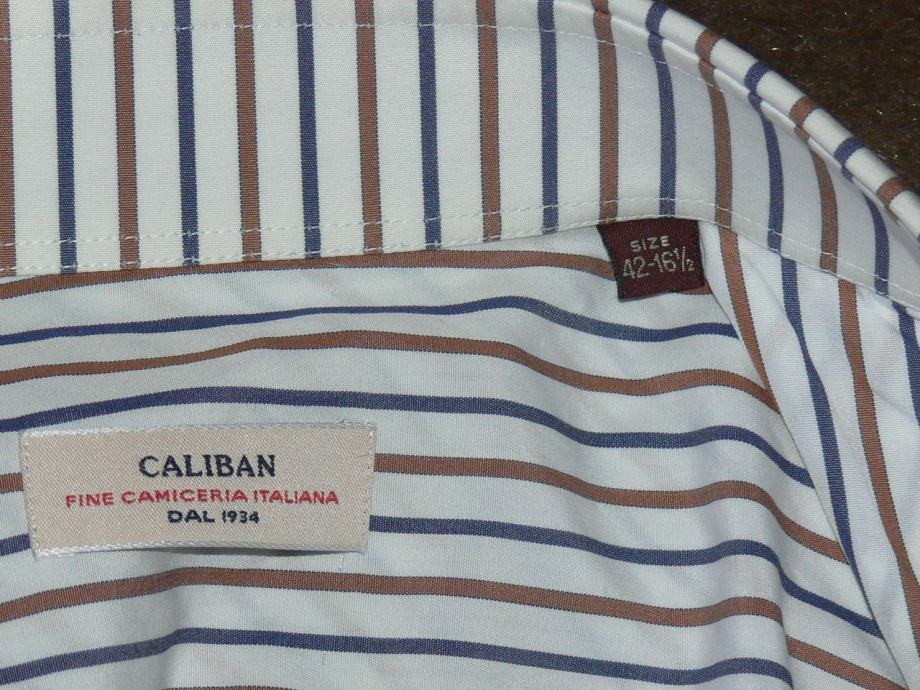 SIZE
42-16½
CALIBAN
FINE CAMICERIA ITALIANA
DAL 1934